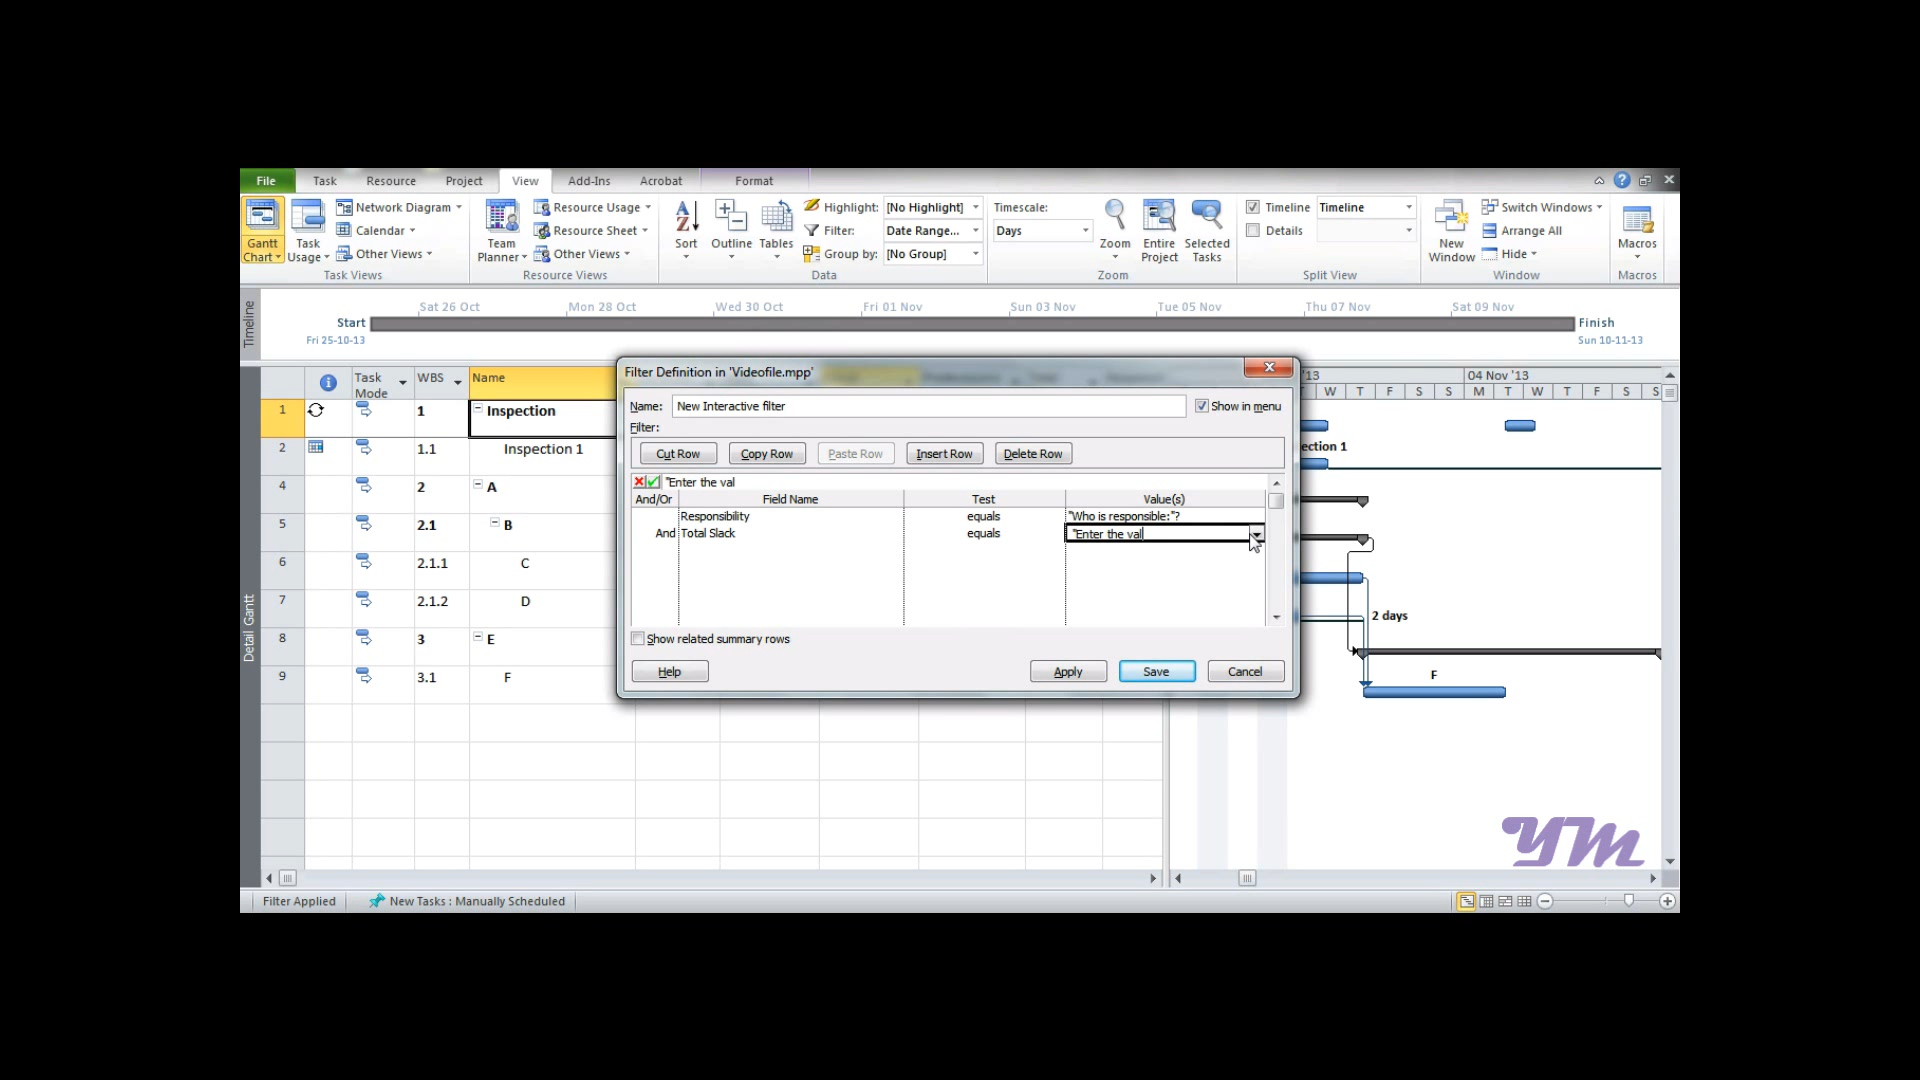 File Task Resource Project View Add-Ins Acrobat Format
Gantt Chart
Task Usage
Network Diagram
Calendar
Other Views
Task Views
Team Planner
Resource Usage
Resource Sheet
Other Views
Resource Views
Sort
Outline
Tables
Highlight: [No Highlight]
Filter: Date Range...
Group by: [No Group]
Data
Timescale:
Days
Zoom
Entire Project
Selected Tasks
Zoom
Timeline Timeline
Details
Split View
New Window
Switch Windows
Arrange All
Hide
Window
Macros
Macros
Timeline
Sat 26 Oct Mon 28 Oct Wed 30 Oct Fri 01 Nov Sun 03 Nov Tue 05 Nov Thu 07 Nov Sat 09 Nov
Start
Fri 25-10-13
Finish
Sun 10-11-13
Detail Gantt
Task Mode WBS Name
1 1 Inspection
2 1.1 Inspection 1
4 2 A
5 2.1 B
6 2.1.1 C
7 2.1.2 D
8 3 E
9 3.1 F
Filter Definition in 'Videofile.mpp'
Name: New Interactive filter Show in menu
Filter:
Cut Row Copy Row Paste Row Insert Row Delete Row
"Enter the val
And/Or Field Name Test Value(s)
Responsibility equals "Who is responsible:"?
And Total Slack equals "Enter the val
Show related summary rows
Help Apply Save Cancel
'13 04 Nov '13
T W T F S S M T W T F S S
ection 1
2 days
F
YM
Filter Applied New Tasks : Manually Scheduled